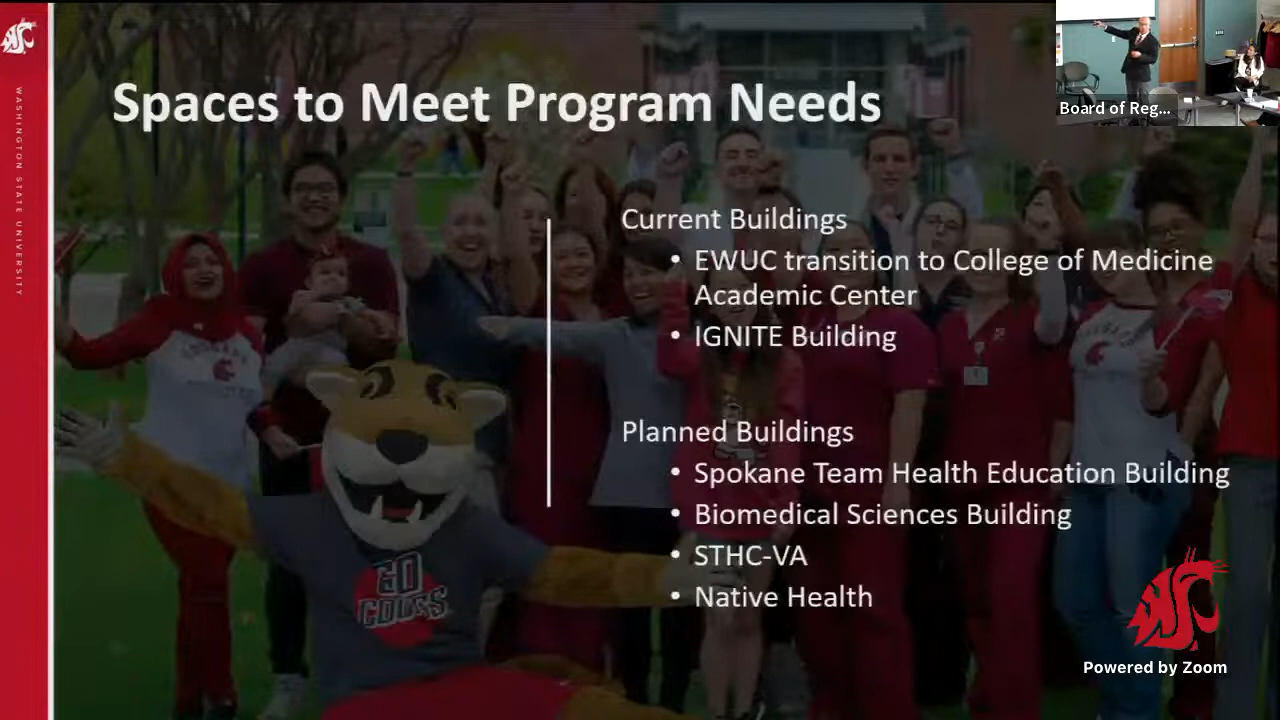 WASHINGTON STATE UNIVERSITY
Spaces to Meet Program Needs
Board of Reg...
Current Buildings
• EWUC transition to College of Medicine
Academic Center
• IGNITE Building
Planned Buildings
• Spokane Team Health Education Building
• Biomedical Sciences Building
• STHC-VA
• Native Health
GO
COUGS
Powered by Zoom